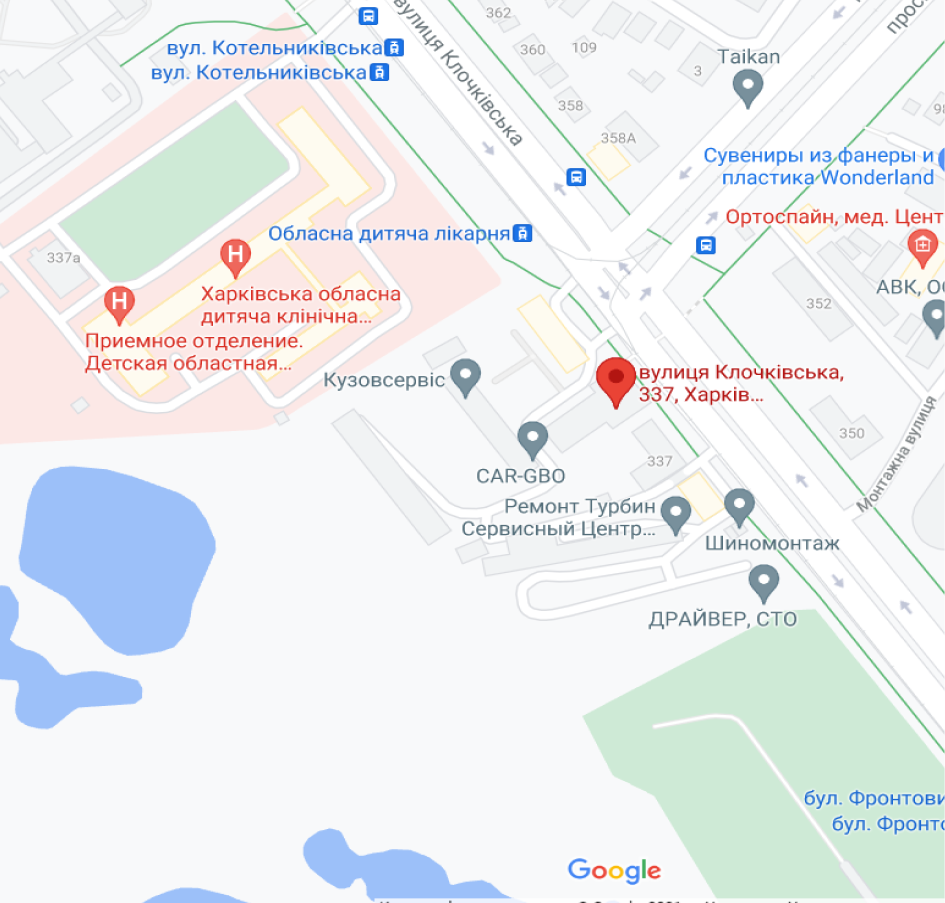 362
вул. Котельниківська
вул. Котельниківська
вулиця Клочківська
360
109
3
Taikan
358
358А
Сувениры из фанеры и
пластика Wonderland
Ортоспайн, мед. Цент
Обласна дитяча лікарня
337а
H
H
Харківська обласна
дитяча клінічна...
Приемное отделение.
Детская областная...
АВК,
352
Кузовсервіс
вулиця Клочківська,
337, Харків...
350
Монтажна вулиця
337
CAR-GBO
Ремонт Турбин
Сервисный Центр...
Шиномонтаж
ДРАЙВЕР, СТО
бул. Фронтови
бул. Фронто
Google